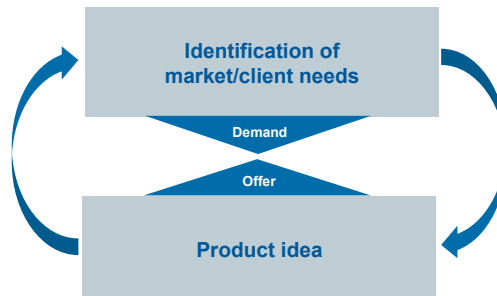 Identification of
market/client needs
Demand
Offer
Product idea